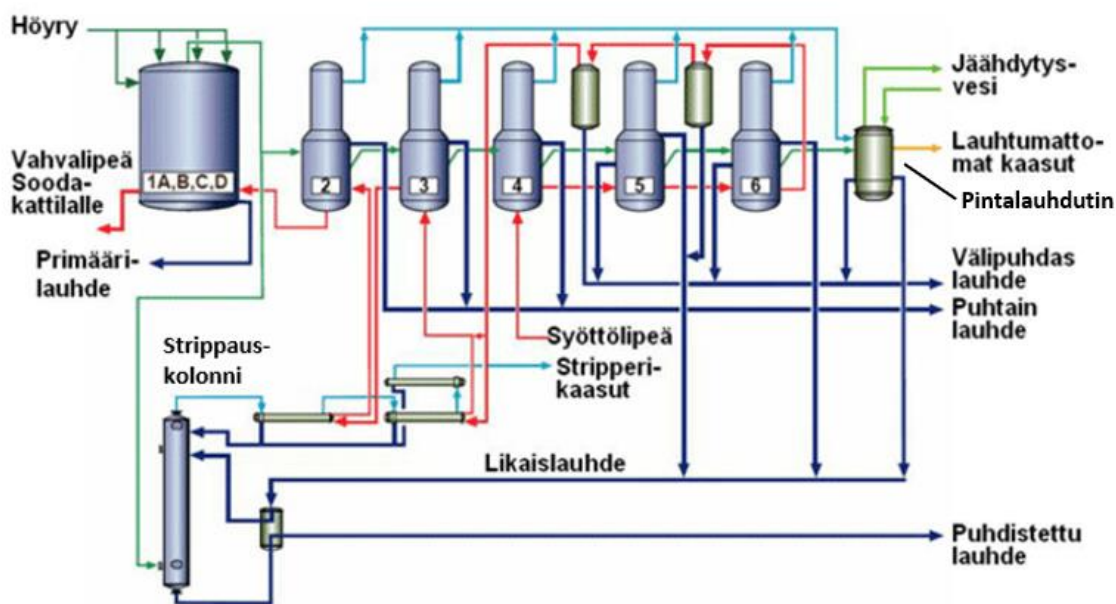 Höyry
Jäähdytys-
vesi
Lauhtumatto-
mat kaasut
Vahvalipeä
Sooda-
kattilalle
1A,B,C,D
2
3
4
5
6
Pintalauhdutin
Primääri-
lauhde
Välipuhdas
lauhde
Puhtain
lauhde
Syöttölipeä
Stripperi-
kaasut
Strippaus-
kolonni
Likaislauhde
Puhdistettu
lauhde